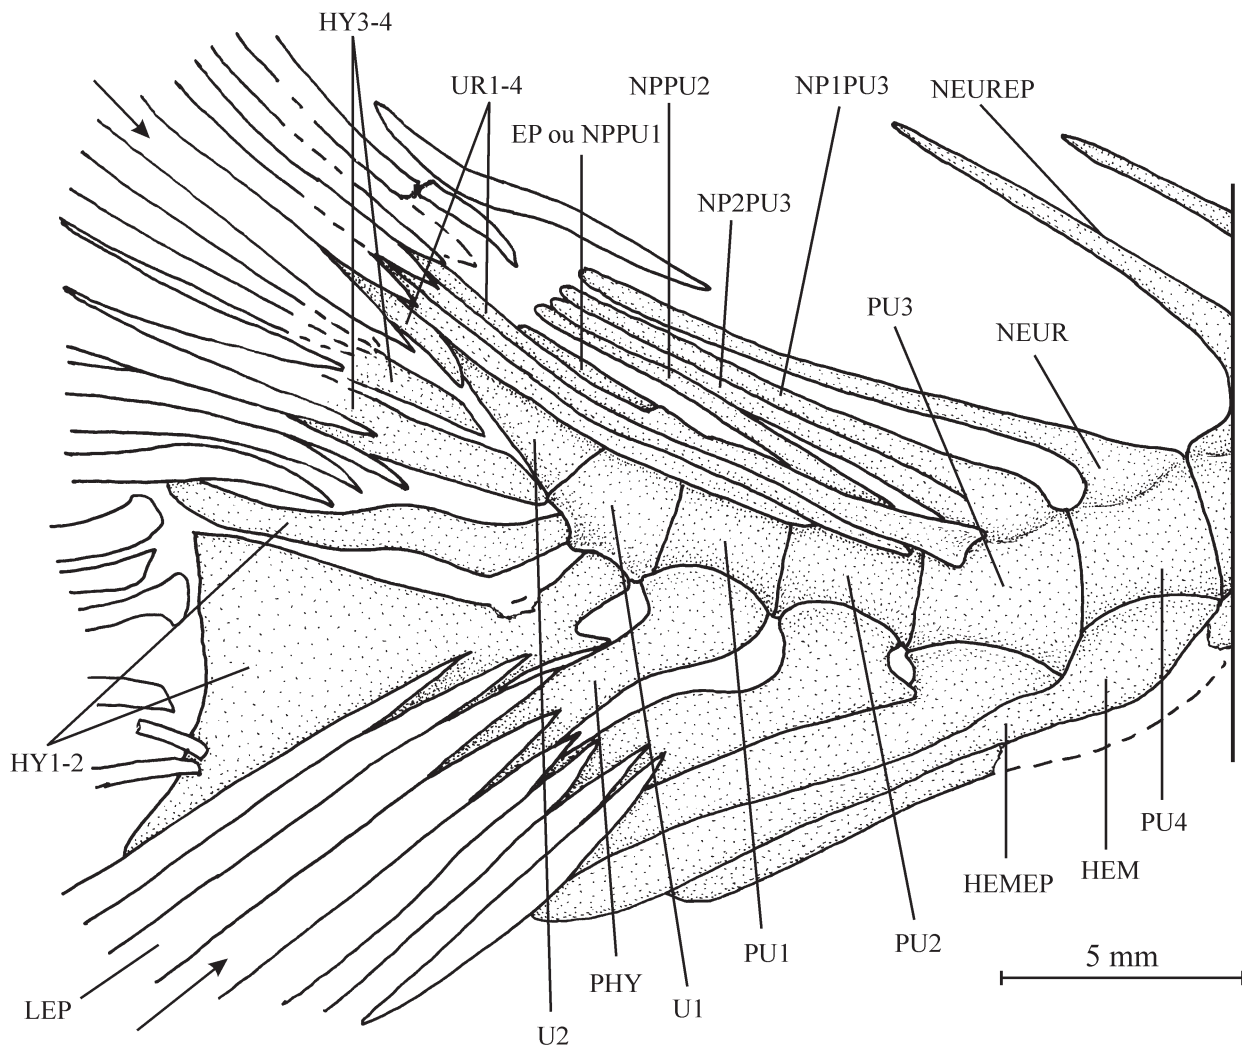 HY3-4
UR1-4
NPPU2
NP1PU3
NEUREP
EP ou NPPU1
NP2PU3
PU3
NEUR
HY1-2
PU4
HEM
HEMEP
PU2
PU1
5 mm
PHY
U1
LEP
U2